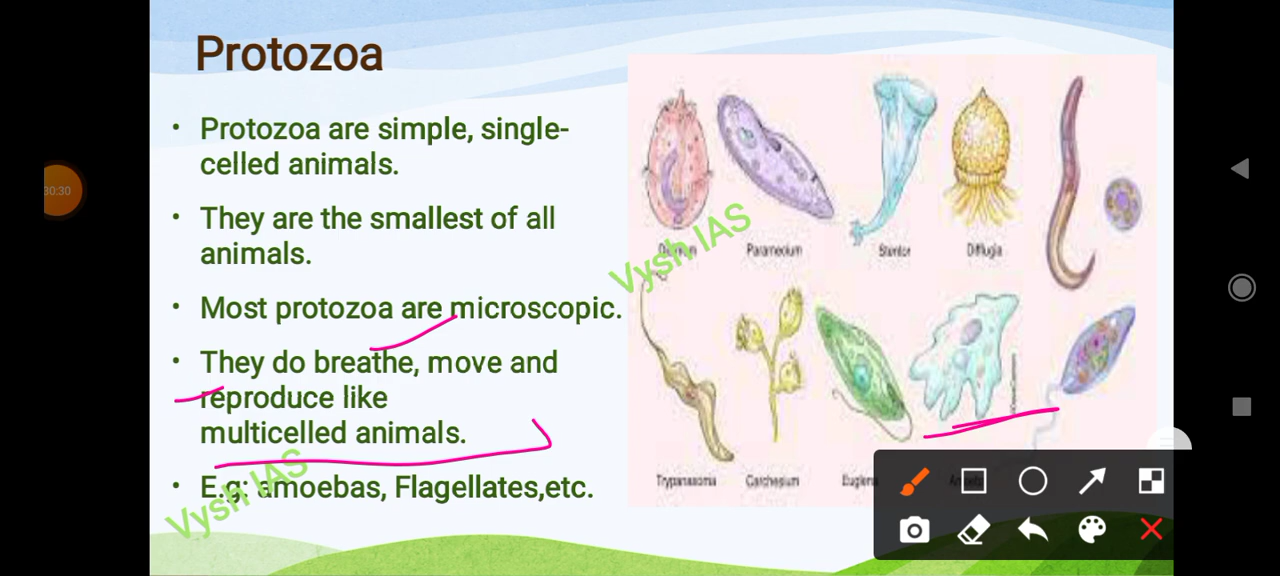 Protozoa
• Protozoa are simple, single-
celled animals.
• They are the smallest of all
animals.
• Most protozoa are microscopic.
• They do breathe, move and
reproduce like
multicelled animals.
• E.g: amoebas, Flagellates,etc.
30:30
Paramecium Stentor Difflugia
Trypanasoma Carchesium Euglena
Vysh IAS
Vysh IAS